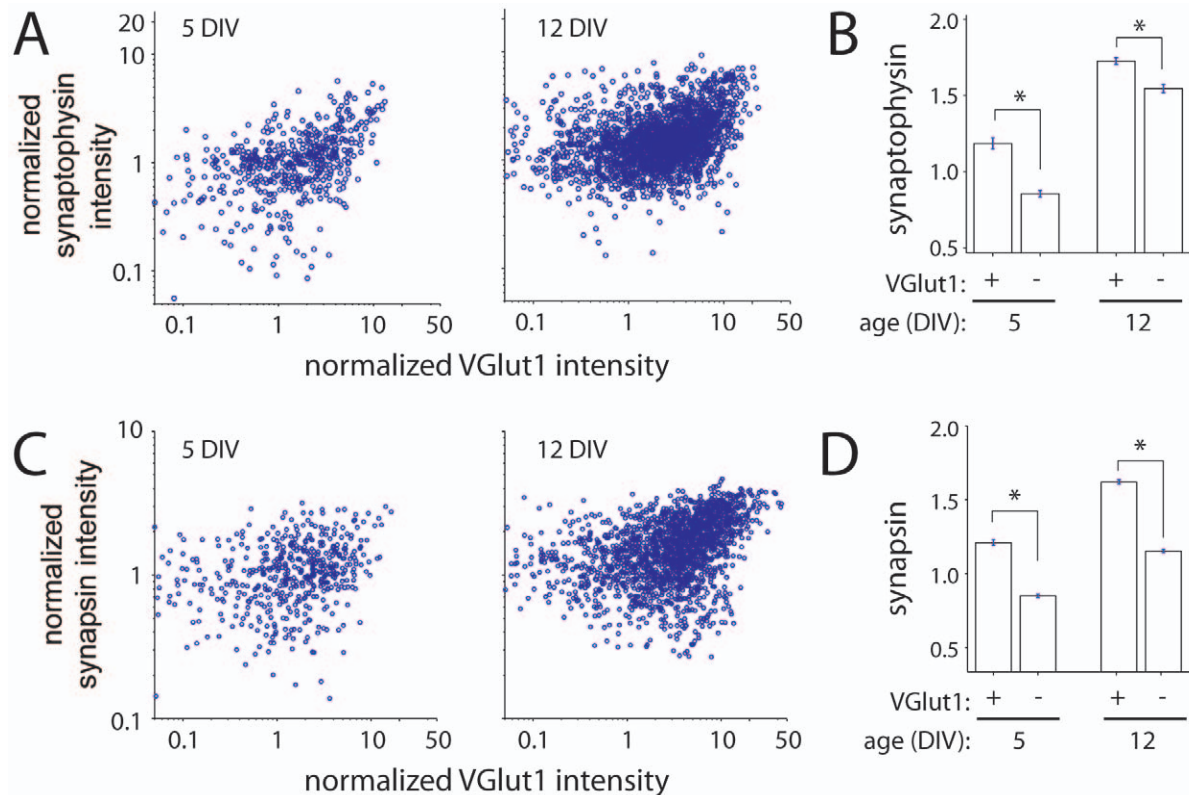 A
5 DIV
12 DIV
20
10
1
0.1
normalized
synaptophysin
intensity
0.1 1 10 50
0.1 1 10 50
normalized VGlut1 intensity
B
2.0
1.5
1.0
0.5
synaptophysin
* *
VGlut1: + - + -
age (DIV): 5 12
C
5 DIV
12 DIV
10
1
0.1
normalized
synapsin intensity
0.1 1 10 50
0.1 1 10 50
normalized VGlut1 intensity
D
2.0
1.5
1.0
0.5
synapsin
* *
VGlut1: + - + -
age (DIV): 5 12